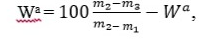 Wᵃ = 100 (m₂ − m₃)/(m₂ − m₁) − Wᵃ,